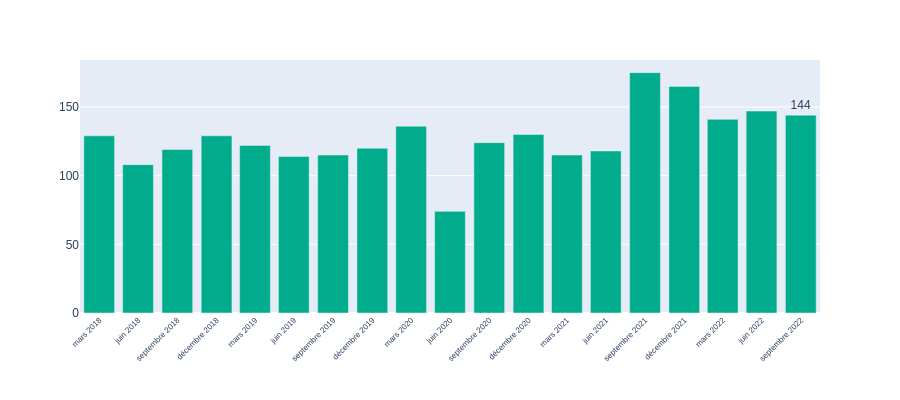 150
100
50
0
144
mars 2018
juin 2018
septembre 2018
décembre 2018
mars 2019
juin 2019
septembre 2019
décembre 2019
mars 2020
juin 2020
septembre 2020
décembre 2020
mars 2021
juin 2021
septembre 2021
décembre 2021
mars 2022
juin 2022
septembre 2022